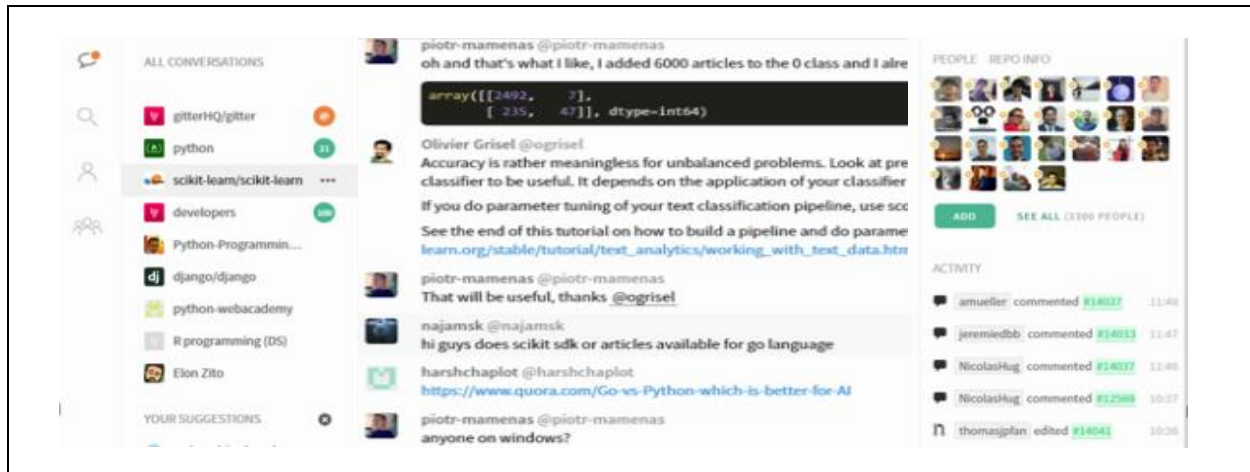 ALL CONVERSATIONS
gitterHQ/gitter
@
python
21
scikit-learn/scikit-learn
developers
100
Python-Programmin...
dj
django/django
python-webacademy
R programming (DS)
Elon Zito
YOUR SUGGESTIONS
piotr-mamenas @piotr-mamenas
oh and that's what I like, I added 6000 articles to the 0 class and I alre
array([[2492, 7],
[ 235, 47]], dtype=int64)
Olivier Grisel @ogrisel
Accuracy is rather meaningless for unbalanced problems. Look at pre
classifier to be useful. It depends on the application of your classifier
If you do parameter tuning of your text classification pipeline, use sco
See the end of this tutorial on how to build a pipeline and do parame
learn.org/stable/tutorial/text_analytics/working_with_text_data.htm
piotr-mamenas @piotr-mamenas
That will be useful, thanks @ogrisel
najamsk @najamsk
hi guys does scikit sdk or articles available for go language
harshchaplot @harshchaplot
https://www.quora.com/Go-vs-Python-which-is-better-for-AI
piotr-mamenas @piotr-mamenas
anyone on windows?
PEOPLE REPO INFO
ADD SEE ALL (3300 PEOPLE)
ACTIVITY
amueller commented #14037 11:48
jeremiedbb commented #14053 11:47
NicolasHug commented #14037 11:46
NicolasHug commented #12569 10:37
thomasjpfan edited #14041 10:36